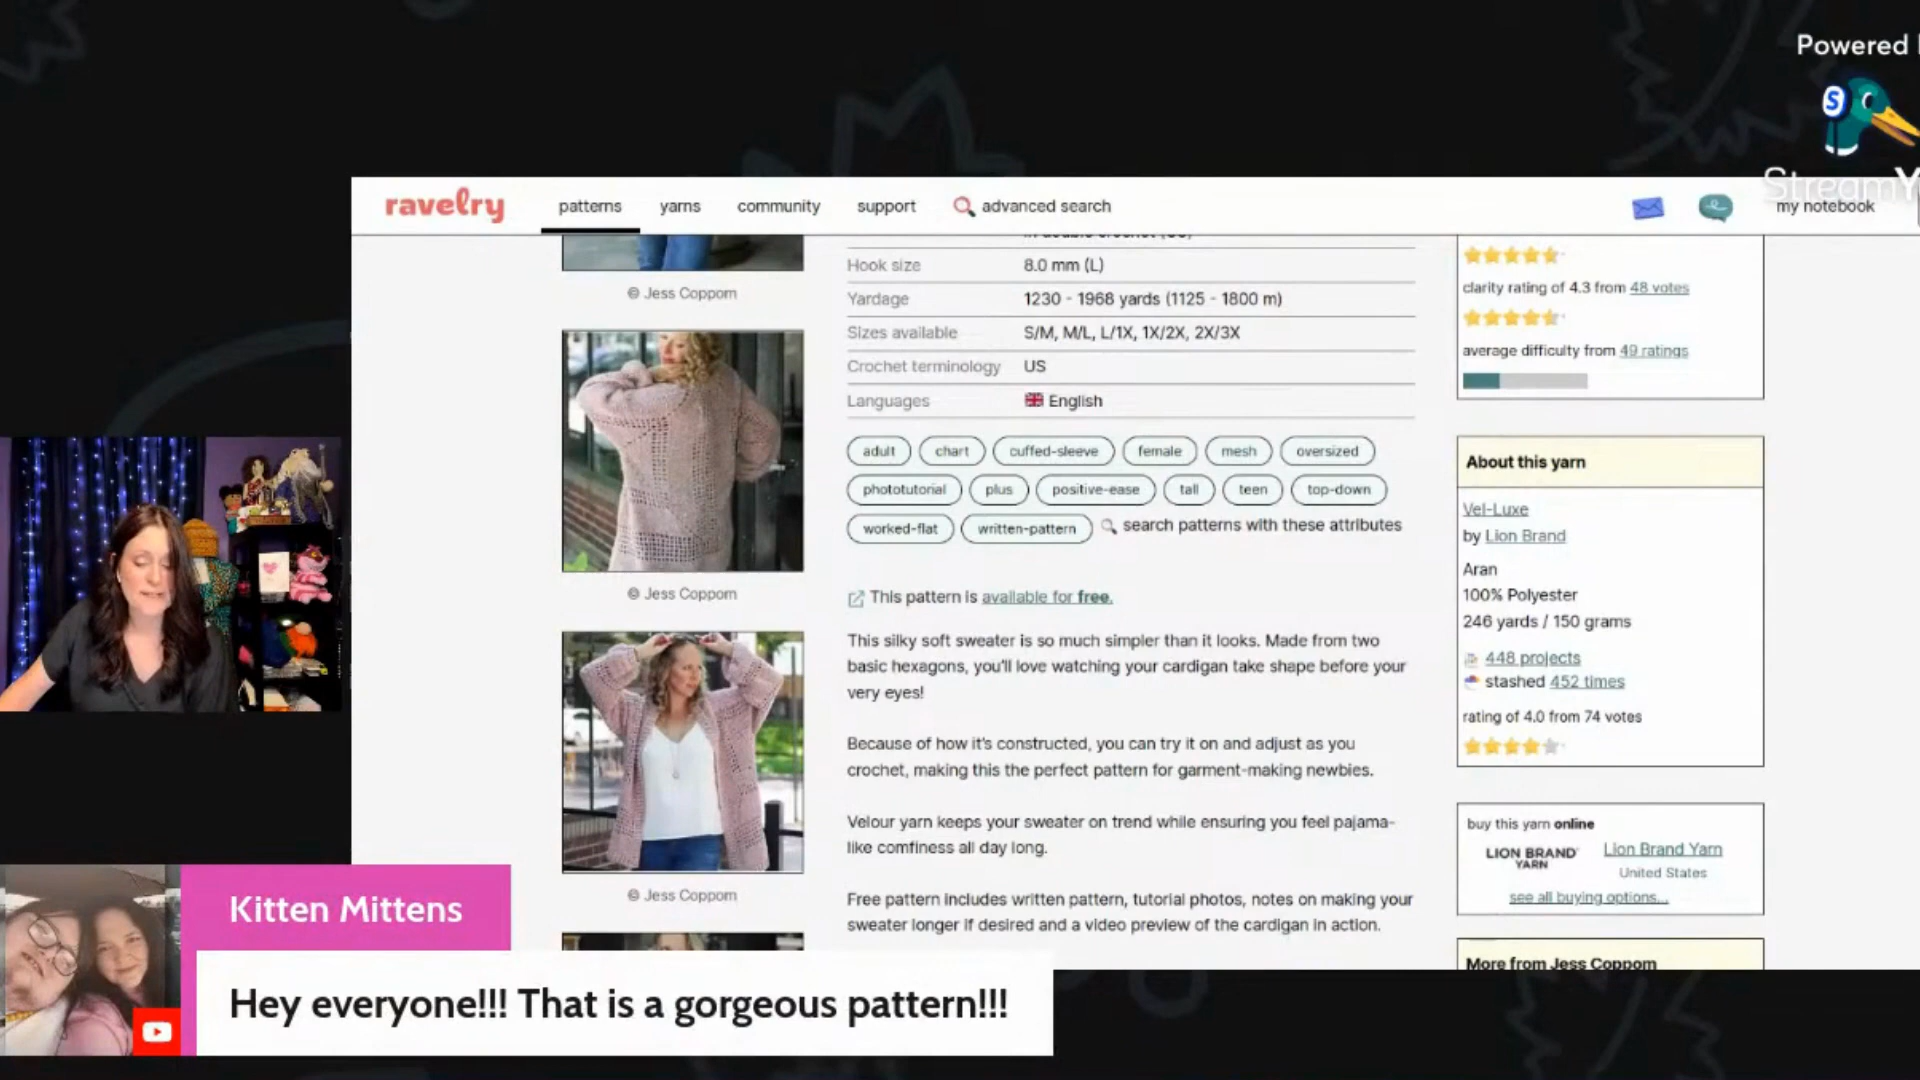 Powered
StreamY
ravelry
patterns
yarns
community
support
advanced search
my notebook
Hook size 8.0 mm (L)
Yardage 1230 - 1968 yards (1125 - 1800 m)
Sizes available S/M, M/L, L/1X, 1X/2X, 2X/3X
Crochet terminology US
Languages English
adult chart cuffed-sleeve female mesh oversized
phototutorial plus positive-ease tall teen top-down
worked-flat written-pattern search patterns with these attributes
This pattern is available for free.
This silky soft sweater is so much simpler than it looks. Made from two
basic hexagons, you'll love watching your cardigan take shape before your
very eyes!
Because of how it's constructed, you can try it on and adjust as you
crochet, making this the perfect pattern for garment-making newbies.
Velour yarn keeps your sweater on trend while ensuring you feel pajama-
like comfiness all day long.
Free pattern includes written pattern, tutorial photos, notes on making your
sweater longer if desired and a video preview of the cardigan in action.
© Jess Coppom
© Jess Coppom
© Jess Coppom
clarity rating of 4.3 from 48 votes
average difficulty from 49 ratings
About this yarn
Vel-Luxe
by Lion Brand
Aran
100% Polyester
246 yards / 150 grams
448 projects
stashed 452 times
rating of 4.0 from 74 votes
buy this yarn online
LION BRAND
YARN
Lion Brand Yarn
United States
see all buying options...
More from Jess Coppom
Kitten Mittens
Hey everyone!!! That is a gorgeous pattern!!!